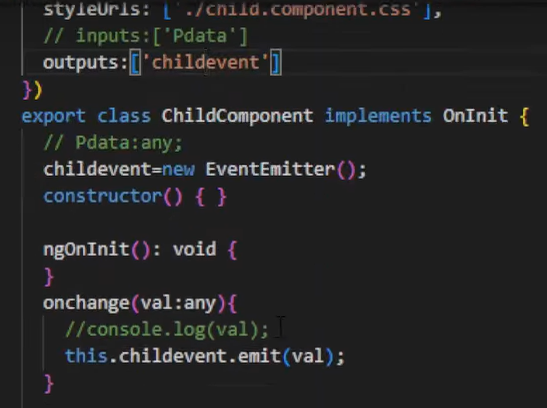 styleUrls: ['./child.component.css'],
// inputs:['Pdata']
outputs:['childevent']
})
export class ChildComponent implements OnInit {
// Pdata:any;
childevent=new EventEmitter();
constructor() { }
ngOnInit(): void {
}
onchange(val:any){
//console.log(val);
this.childevent.emit(val);
}